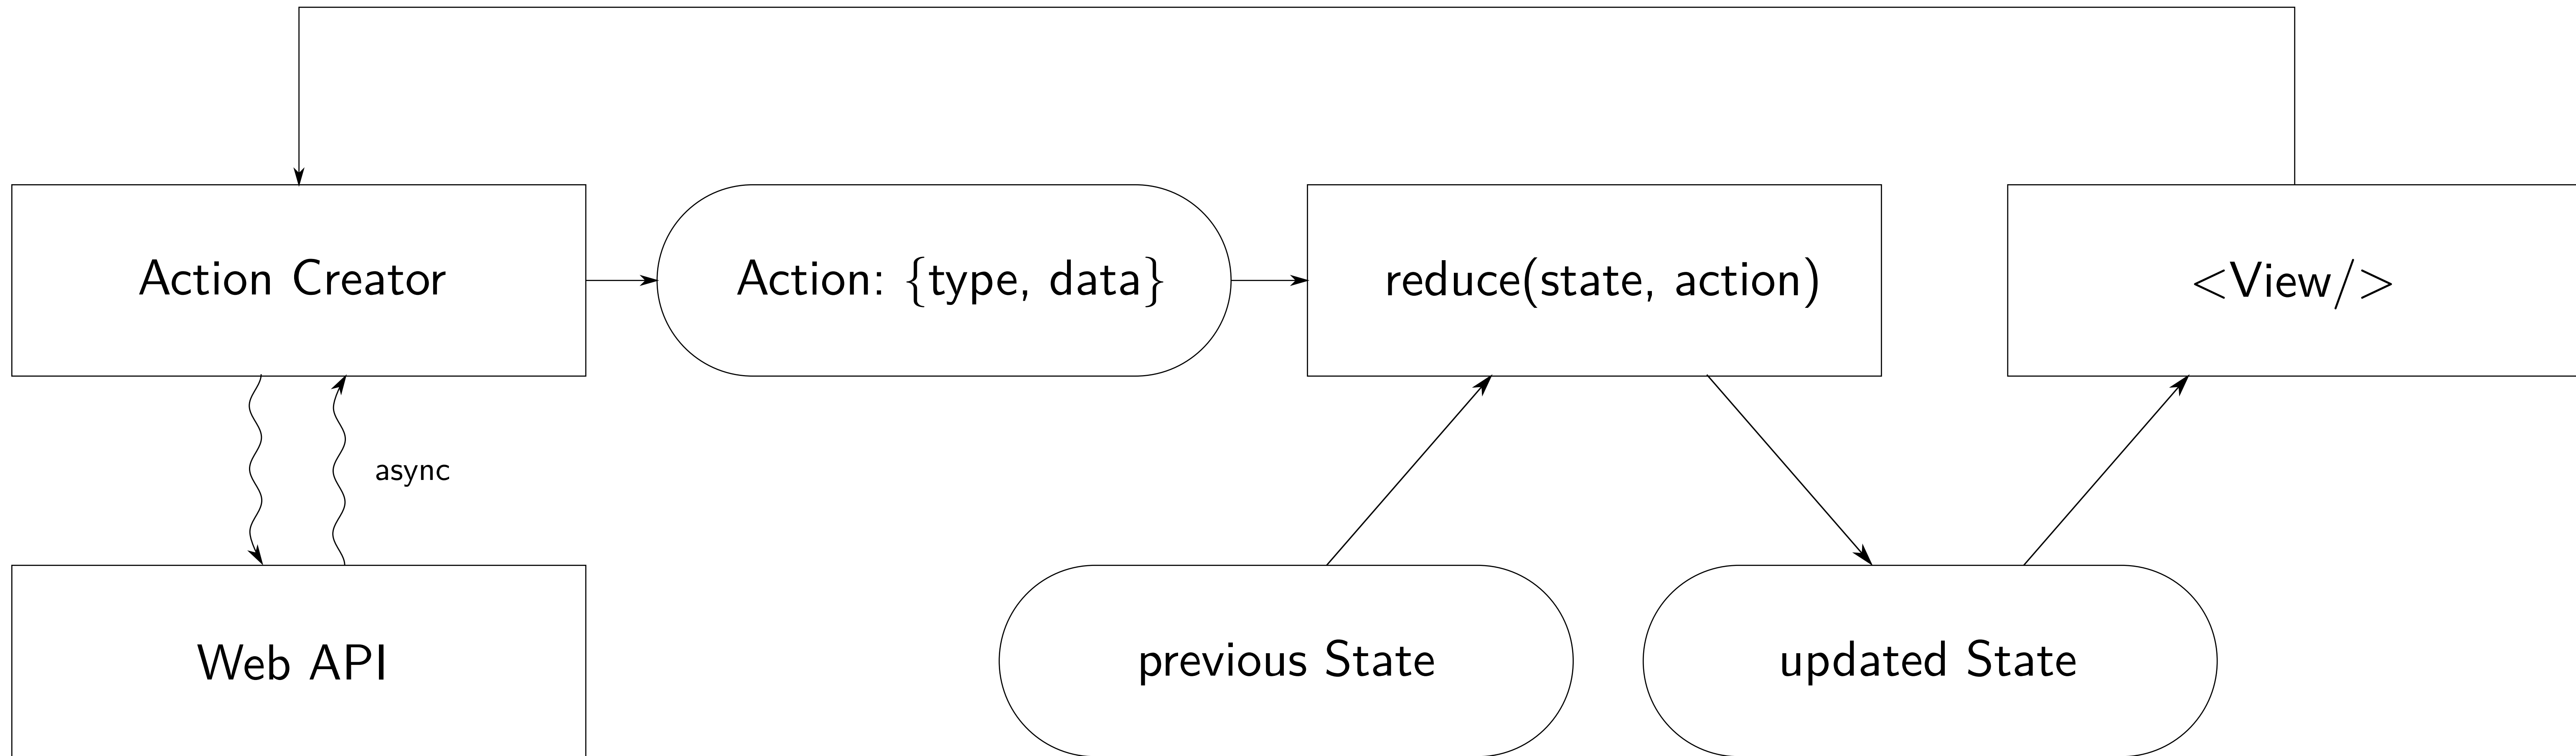 Action Creator
Action: {type, data}
reduce(state, action)
<View/>
async
Web API
previous State
updated State